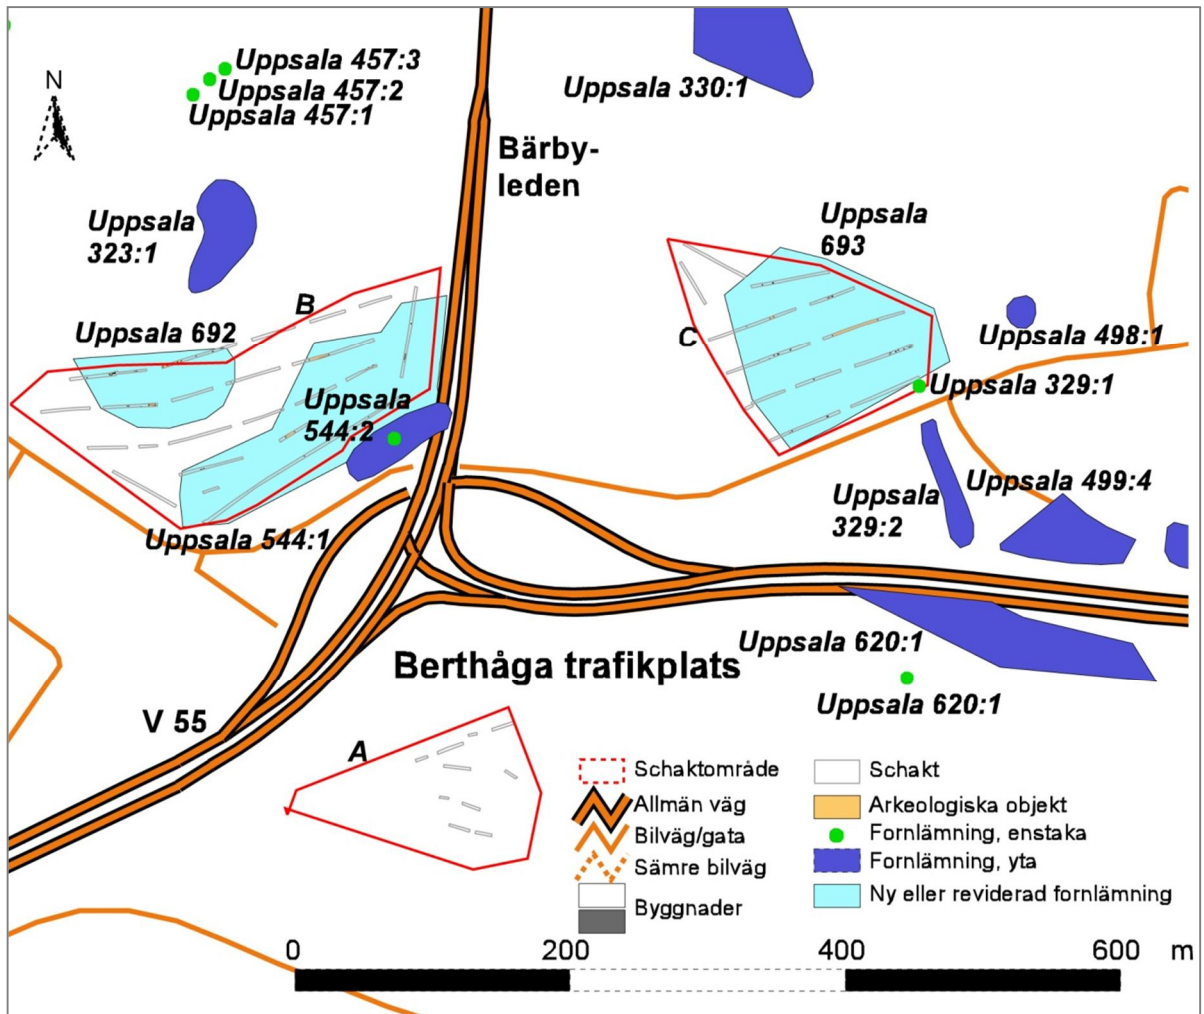 Uppsala 457:3
Uppsala 457:2
Uppsala 457:1
N
Uppsala 330:1
Bärby-
leden
Uppsala
323:1
Uppsala
693
B
Uppsala 692
C
Uppsala 498:1
Uppsala 329:1
Uppsala
544:2
Uppsala
329:2
Uppsala 499:4
Uppsala 544:1
Uppsala 620:1
Berthåga trafikplats
Uppsala 620:1
V 55
A
Schaktområde
Allmän väg
Bilväg/gata
Sämre bilväg
Byggnader
Schakt
Arkeologiska objekt
Fornlämning, enstaka
Fornlämning, yta
Ny eller reviderad fornlämning
0 200 400 600 m